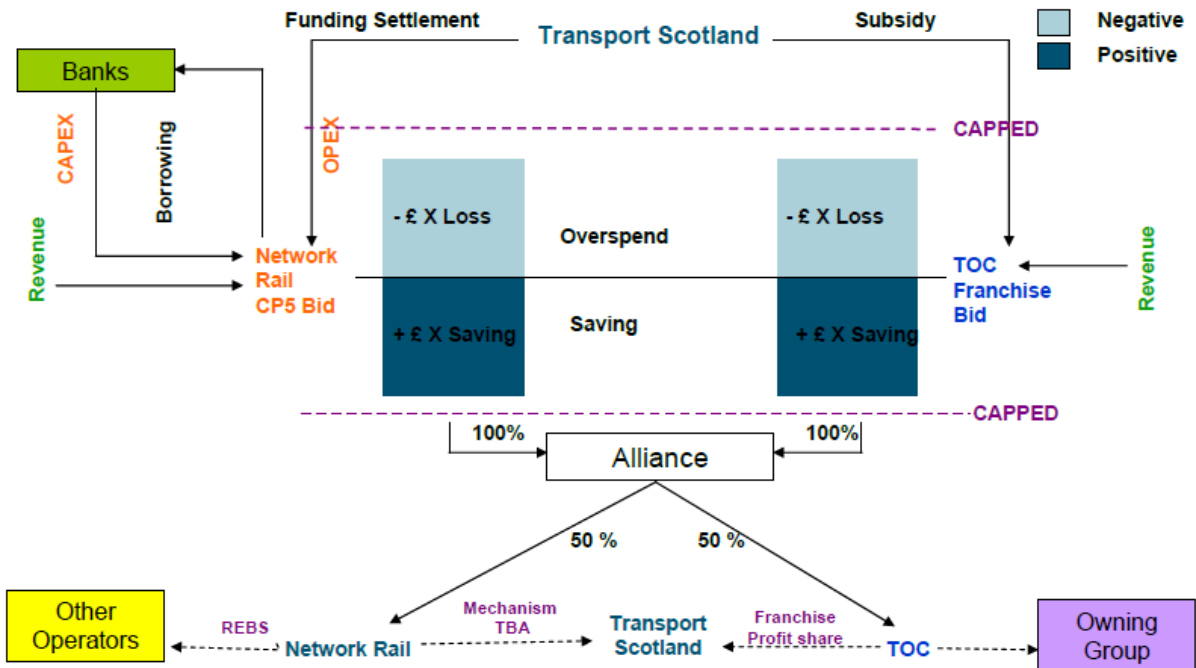 Funding Settlement
Subsidy
Transport Scotland
Negative
Positive
Banks
CAPEX
Borrowing
OPEX
CAPPED
- £ X Loss
- £ X Loss
Overspend
Revenue
Network
Rail
CP5 Bid
TOC
Franchise
Bid
Revenue
Saving
+ £ X Saving
+ £ X Saving
CAPPED
100%
100%
Alliance
50 %
50 %
Other
Operators
REBS
Network Rail
Mechanism
TBA
Transport
Scotland
Franchise
Profit share
TOC
Owning
Group